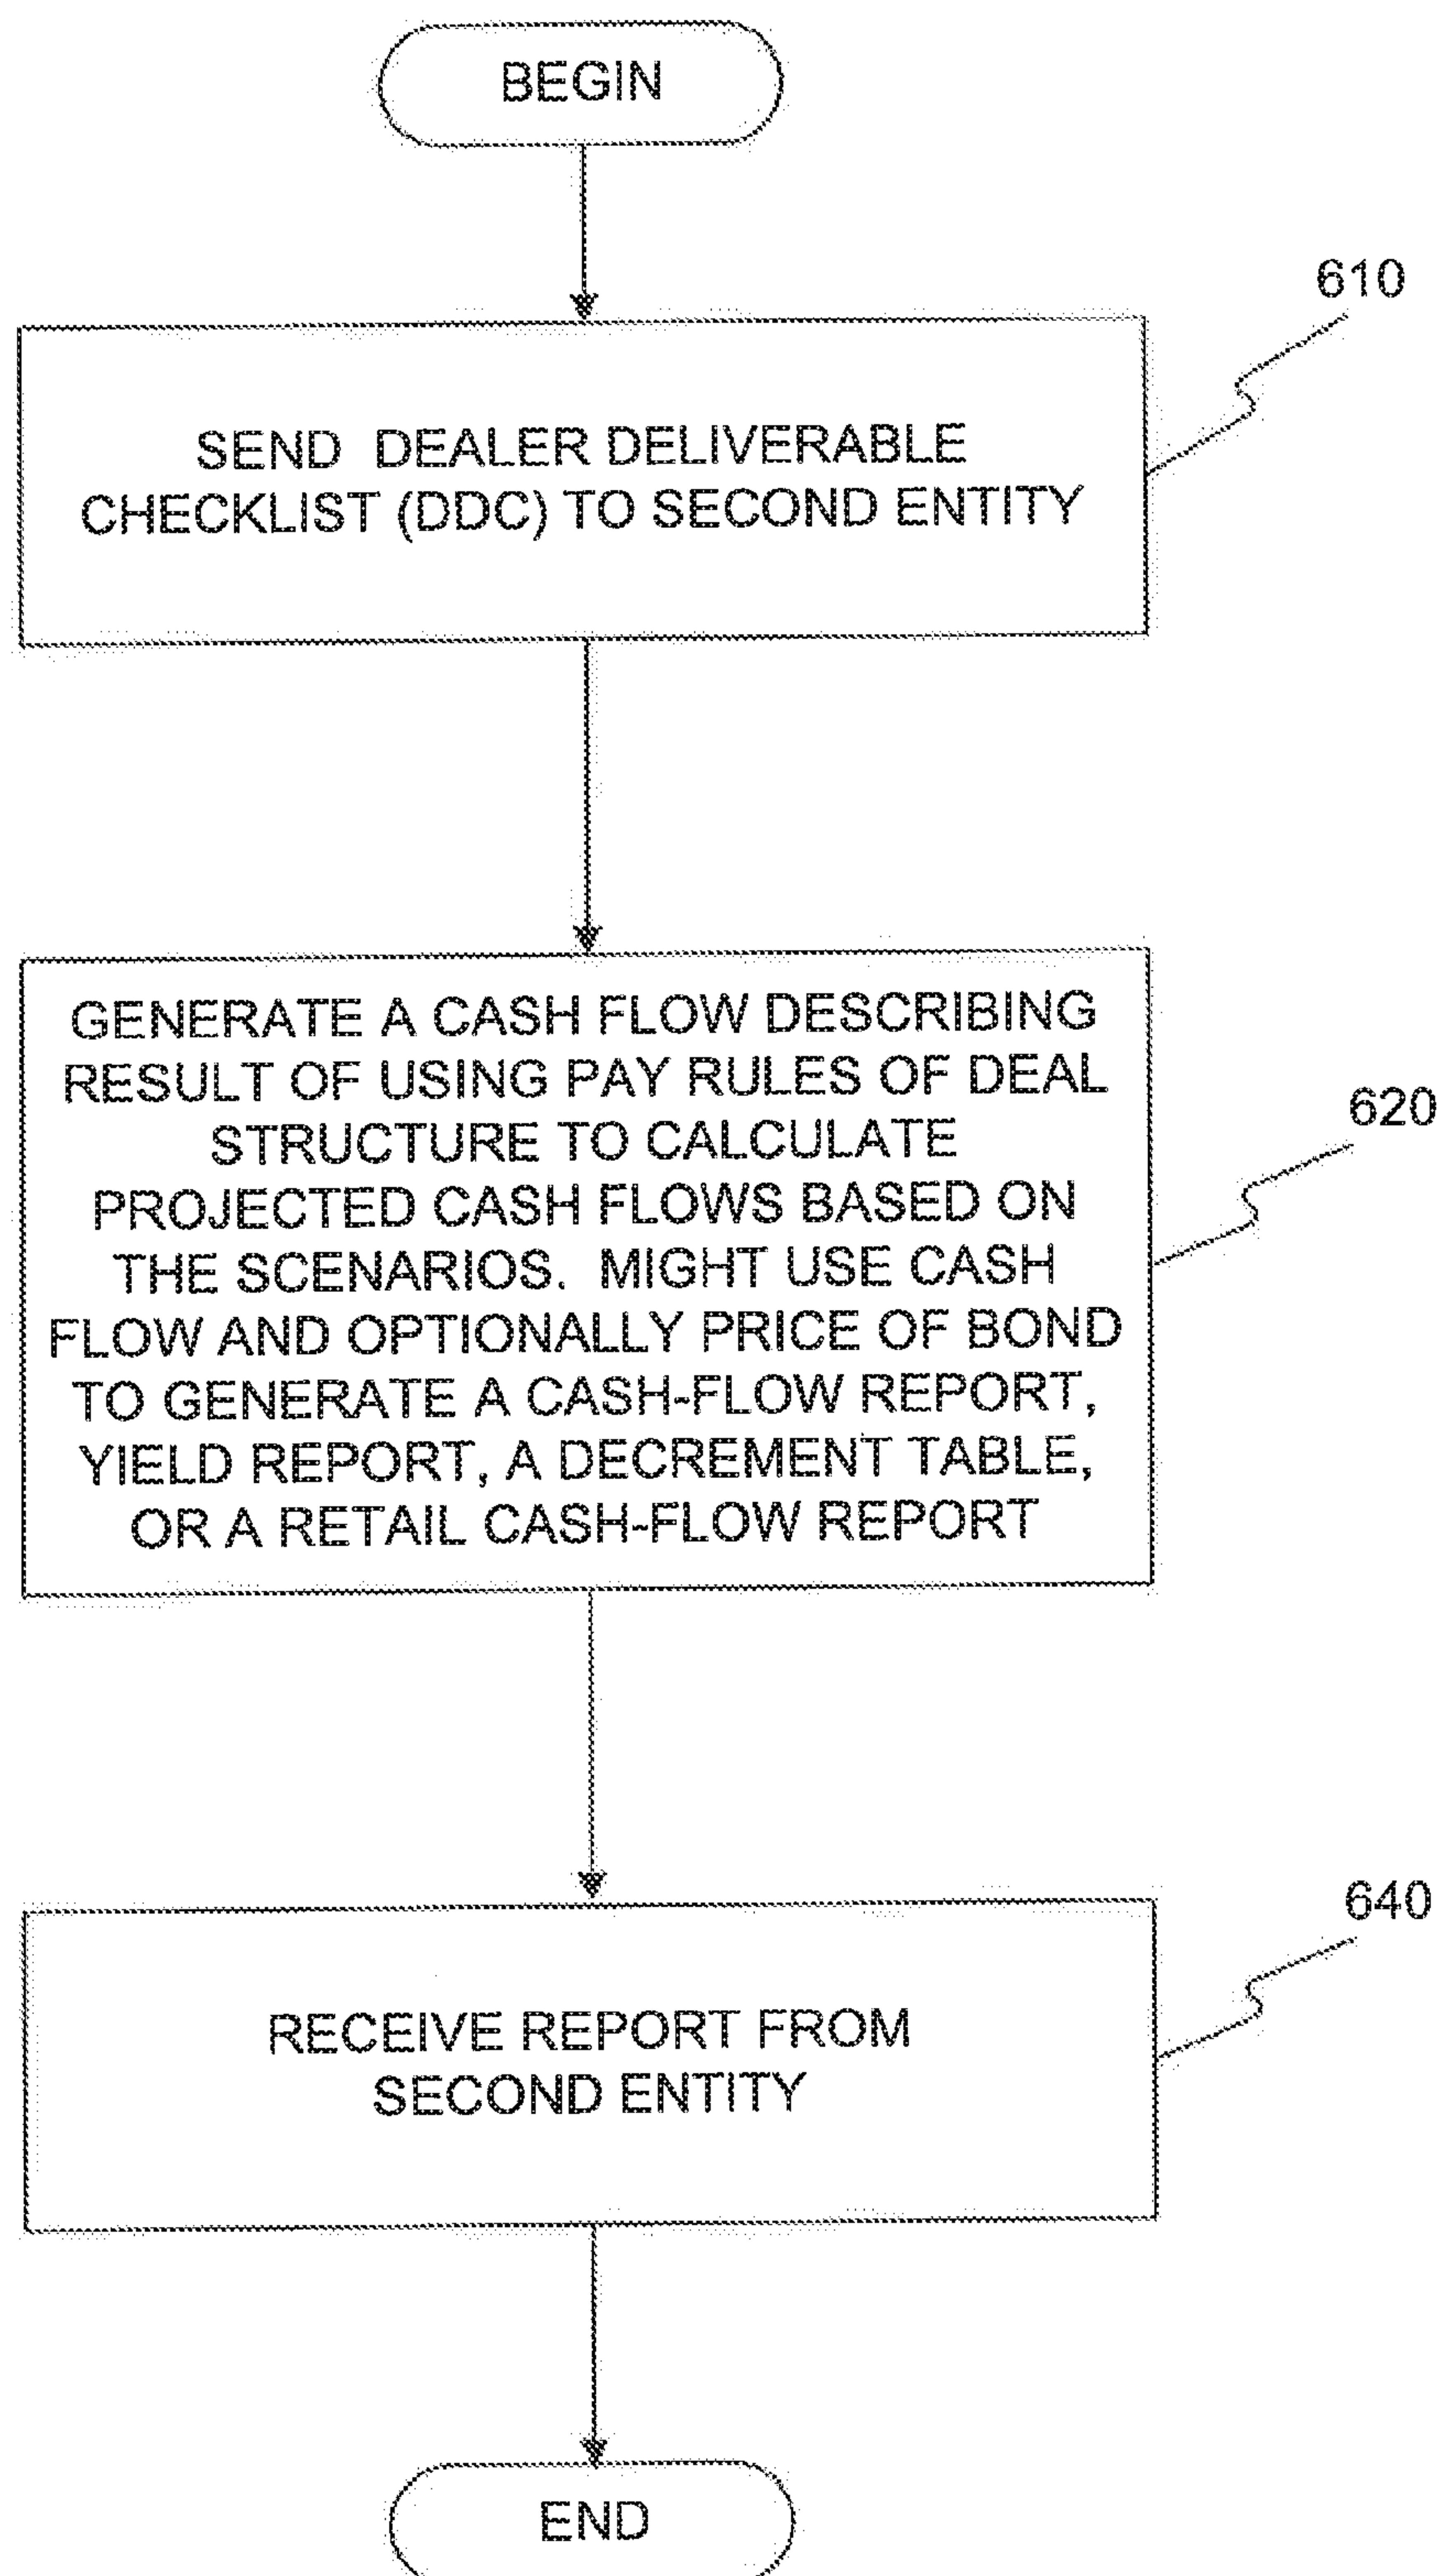 BEGIN
610
SEND DEALER DELIVERABLE
CHECKLIST (DDC) TO SECOND ENTITY
GENERATE A CASH FLOW DESCRIBING
RESULT OF USING PAY RULES OF DEAL
STRUCTURE TO CALCULATE
PROJECTED CASH FLOWS BASED ON
THE SCENARIOS. MIGHT USE CASH
FLOW AND OPTIONALLY PRICE OF BOND
TO GENERATE A CASH-FLOW REPORT,
YIELD REPORT, A DECREMENT TABLE,
OR A RETAIL CASH-FLOW REPORT
620
640
RECEIVE REPORT FROM
SECOND ENTITY
END